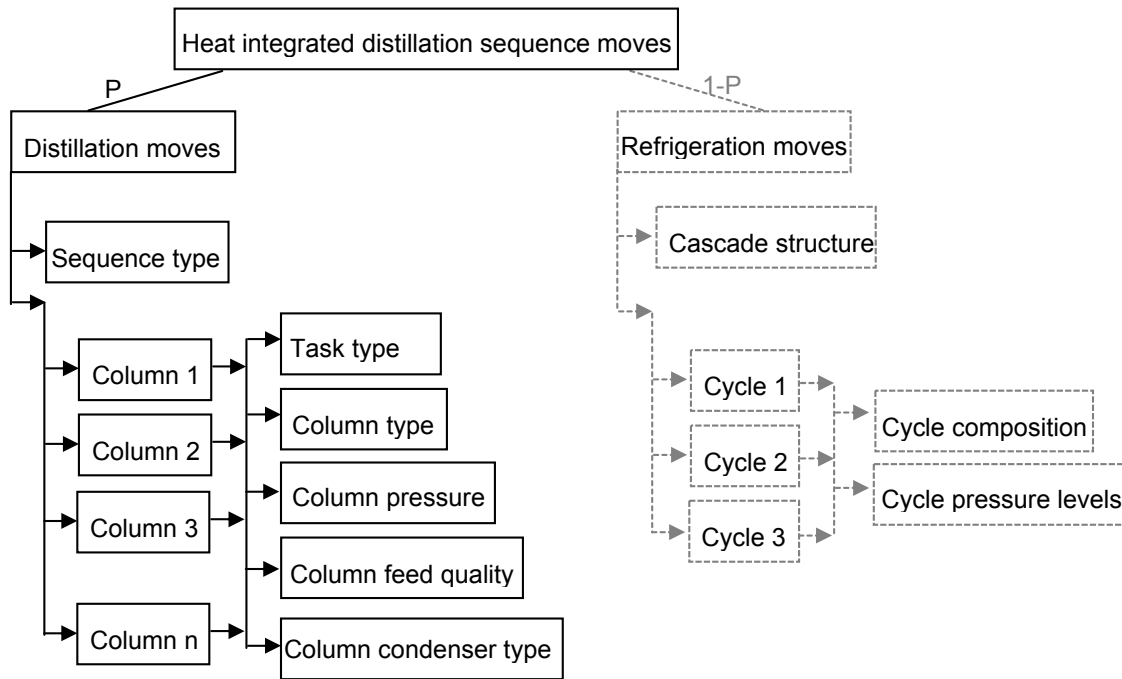 Heat integrated distillation sequence moves
P
1-P
Distillation moves
Refrigeration moves
Sequence type
Cascade structure
Column 1
Column 2
Column 3
Column n
Task type
Column type
Column pressure
Column feed quality
Column condenser type
Cycle 1
Cycle 2
Cycle 3
Cycle composition
Cycle pressure levels